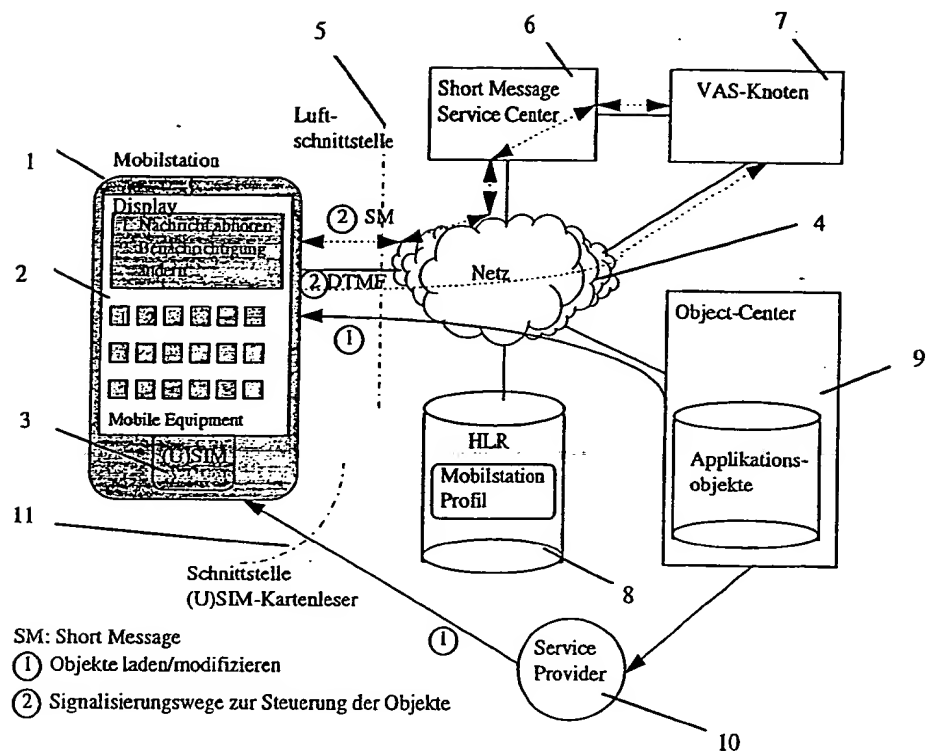 5
6
7
Short Message
Service Center
VAS-Knoten
Luft-
schnittstelle
1
Mobilstation
Display
1. Nachricht abhören
Benachrichtigung
ändern
2 SM
4
2
Netz
2 DTMF
Object-Center
1
9
HLR
Mobile Equipment
3
(U)SIM
Mobilstation
Profil
Applikations-
objekte
11
Schnittstelle
(U)SIM-Kartenleser
8
SM: Short Message
1
1 Objekte laden/modifizieren
Service
Provider
2 Signalisierungswege zur Steuerung der Objekte
10